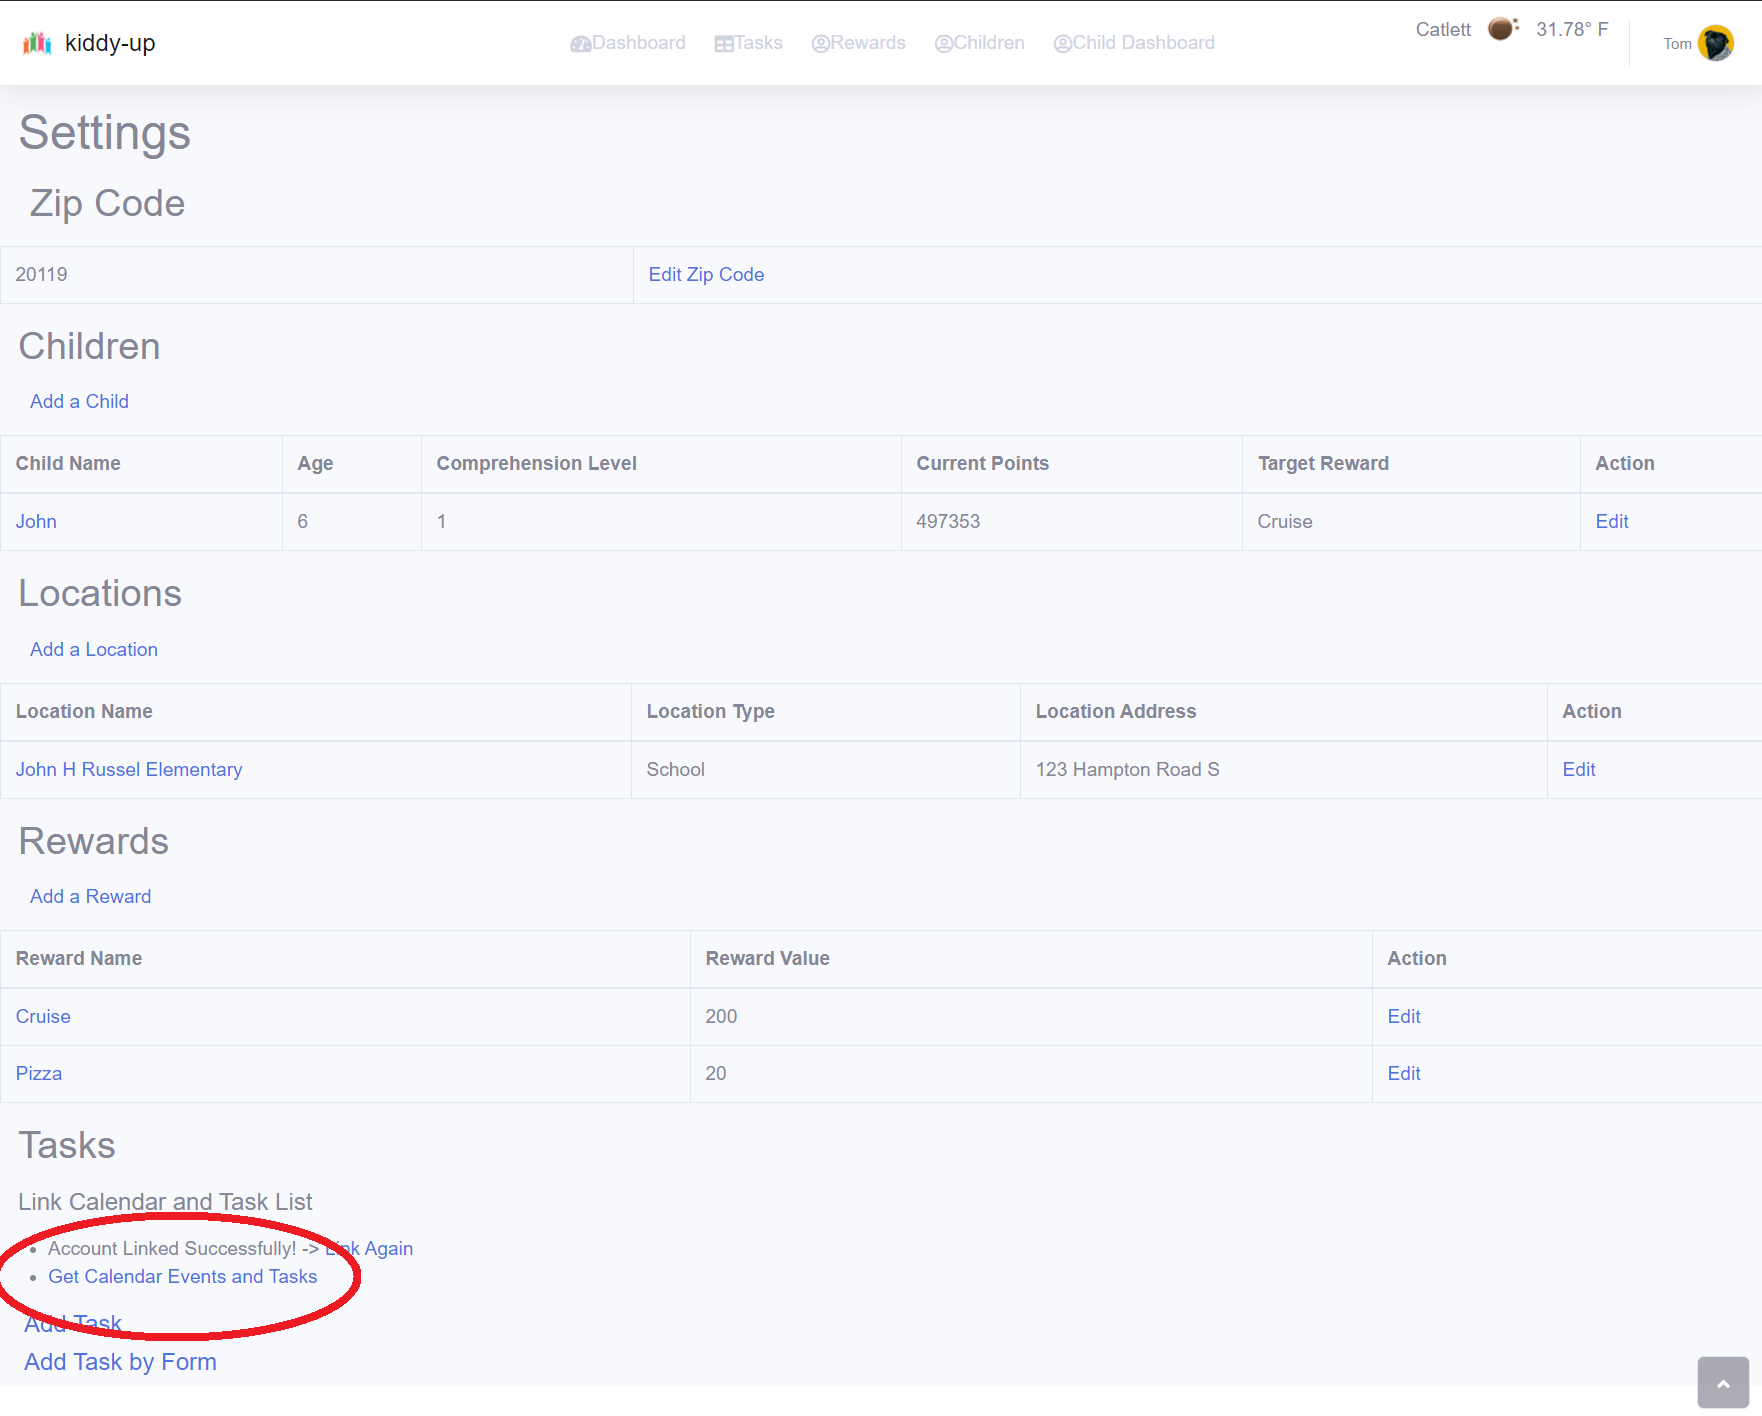 kiddy-up
Dashboard Tasks Rewards Children Child Dashboard
Catlett 31.78° F Tom
Settings
Zip Code
20119 Edit Zip Code
Children
Add a Child
Child Name Age Comprehension Level Current Points Target Reward Action
John 6 1 497353 Cruise Edit
Locations
Add a Location
Location Name Location Type Location Address Action
John H Russel Elementary School 123 Hampton Road S Edit
Rewards
Add a Reward
Reward Name Reward Value Action
Cruise 200 Edit
Pizza 20 Edit
Tasks
Link Calendar and Task List
Account Linked Successfully! -> Link Again
Get Calendar Events and Tasks
Add Task
Add Task by Form